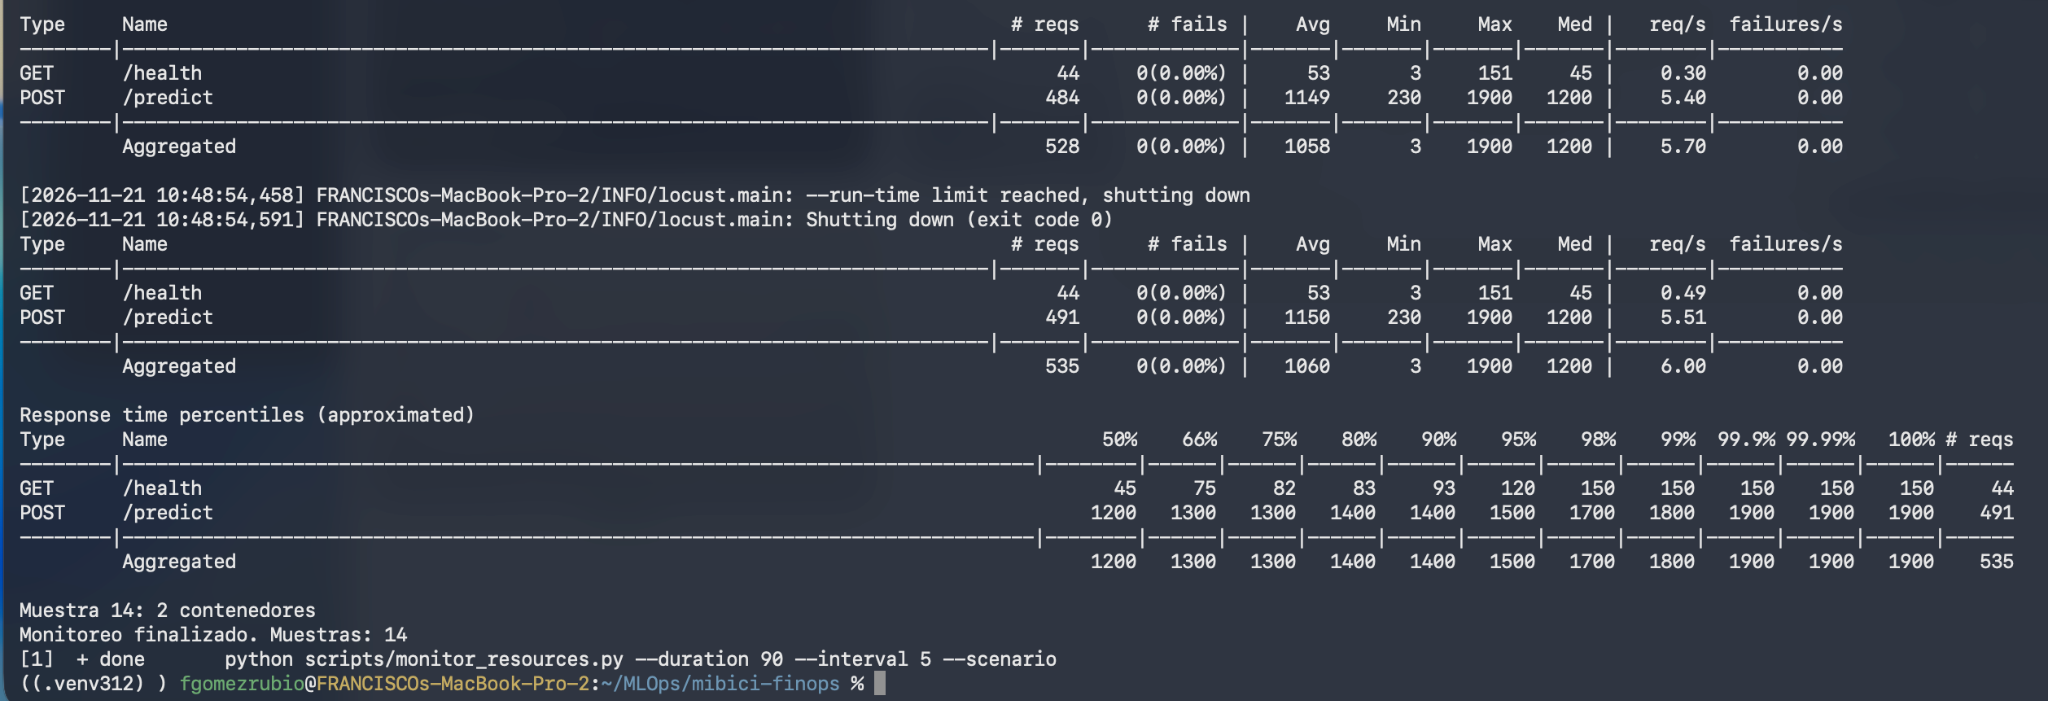 Type     Name                                                                          # reqs      # fails |    Avg     Min     Max    Med |   req/s  failures/s
--------|----------------------------------------------------------------------------|-------|-------------|-------|-------|-------|-------|--------|-----------
GET      /health                                                                           44     0(0.00%) |     53       3     151     45 |    0.30        0.00
POST     /predict                                                                         484     0(0.00%) |   1149     230    1900   1200 |    5.40        0.00
--------|----------------------------------------------------------------------------|-------|-------------|-------|-------|-------|-------|--------|-----------
         Aggregated                                                                       528     0(0.00%) |   1058       3    1900   1200 |    5.70        0.00
[2026-11-21 10:48:54,458] FRANCISCOs-MacBook-Pro-2/INFO/locust.main: --run-time limit reached, shutting down
[2026-11-21 10:48:54,591] FRANCISCOs-MacBook-Pro-2/INFO/locust.main: Shutting down (exit code 0)
Type     Name                                                                          # reqs      # fails |    Avg     Min     Max    Med |   req/s  failures/s
--------|----------------------------------------------------------------------------|-------|-------------|-------|-------|-------|-------|--------|-----------
GET      /health                                                                           44     0(0.00%) |     53       3     151     45 |    0.49        0.00
POST     /predict                                                                         491     0(0.00%) |   1150     230    1900   1200 |    5.51        0.00
--------|----------------------------------------------------------------------------|-------|-------------|-------|-------|-------|-------|--------|-----------
         Aggregated                                                                       535     0(0.00%) |   1060       3    1900   1200 |    6.00        0.00
Response time percentiles (approximated)
Type     Name                                                                                  50%    66%    75%    80%    90%    95%    98%    99%  99.9% 99.99%   100% # reqs
--------|--------------------------------------------------------------------------------|--------|------|------|------|------|------|------|------|------|------|------|------
GET      /health                                                                                45     75     82     83     93    120    150    150    150    150    150     44
POST     /predict                                                                             1200   1300   1300   1400   1400   1500   1700   1800   1900   1900   1900    491
--------|--------------------------------------------------------------------------------|--------|------|------|------|------|------|------|------|------|------|------|------
         Aggregated                                                                           1200   1300   1300   1400   1400   1500   1700   1800   1900   1900   1900    535
Muestra 14: 2 contenedores
Monitoreo finalizado. Muestras: 14
[1]  + done       python scripts/monitor_resources.py --duration 90 --interval 5 --scenario
((.venv312) ) fgomezrubio@FRANCISCOs-MacBook-Pro-2:~/MLOps/mibici-finops %